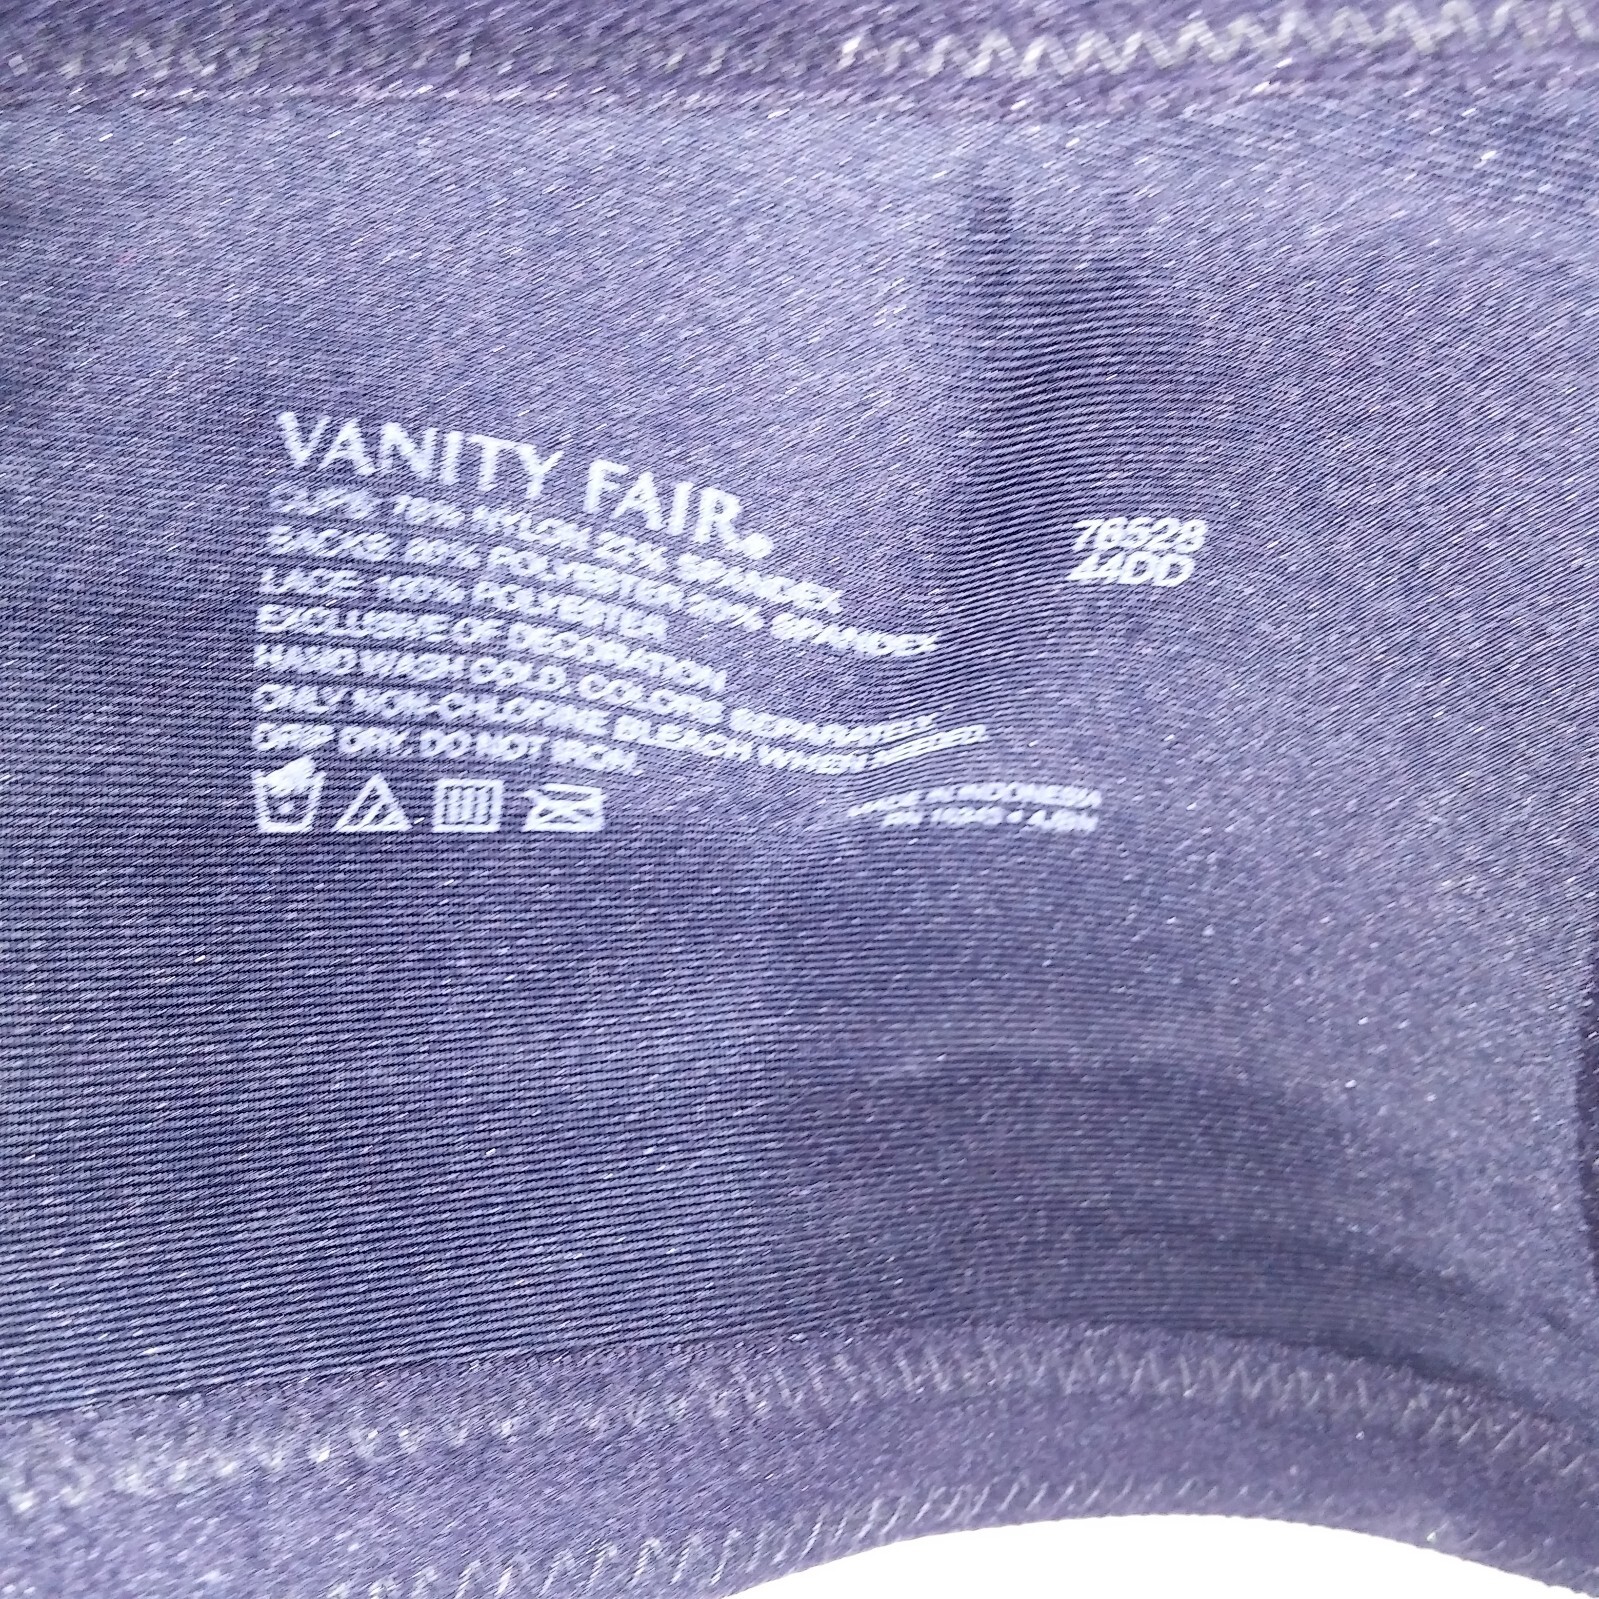 VANITY FAIR®
CUPS: 78% NYLON 22% SPANDEX
BACKS: 80% POLYESTER 20% SPANDEX
LACE: 100% POLYESTER
EXCLUSIVE OF DECORATION
HAND WASH COLD. COLORS SEPARATELY.
ONLY NON-CHLORINE BLEACH WHEN NEEDED.
DRIP DRY. DO NOT IRON.
MADE IN INDONESIA
RN
76528
44DD